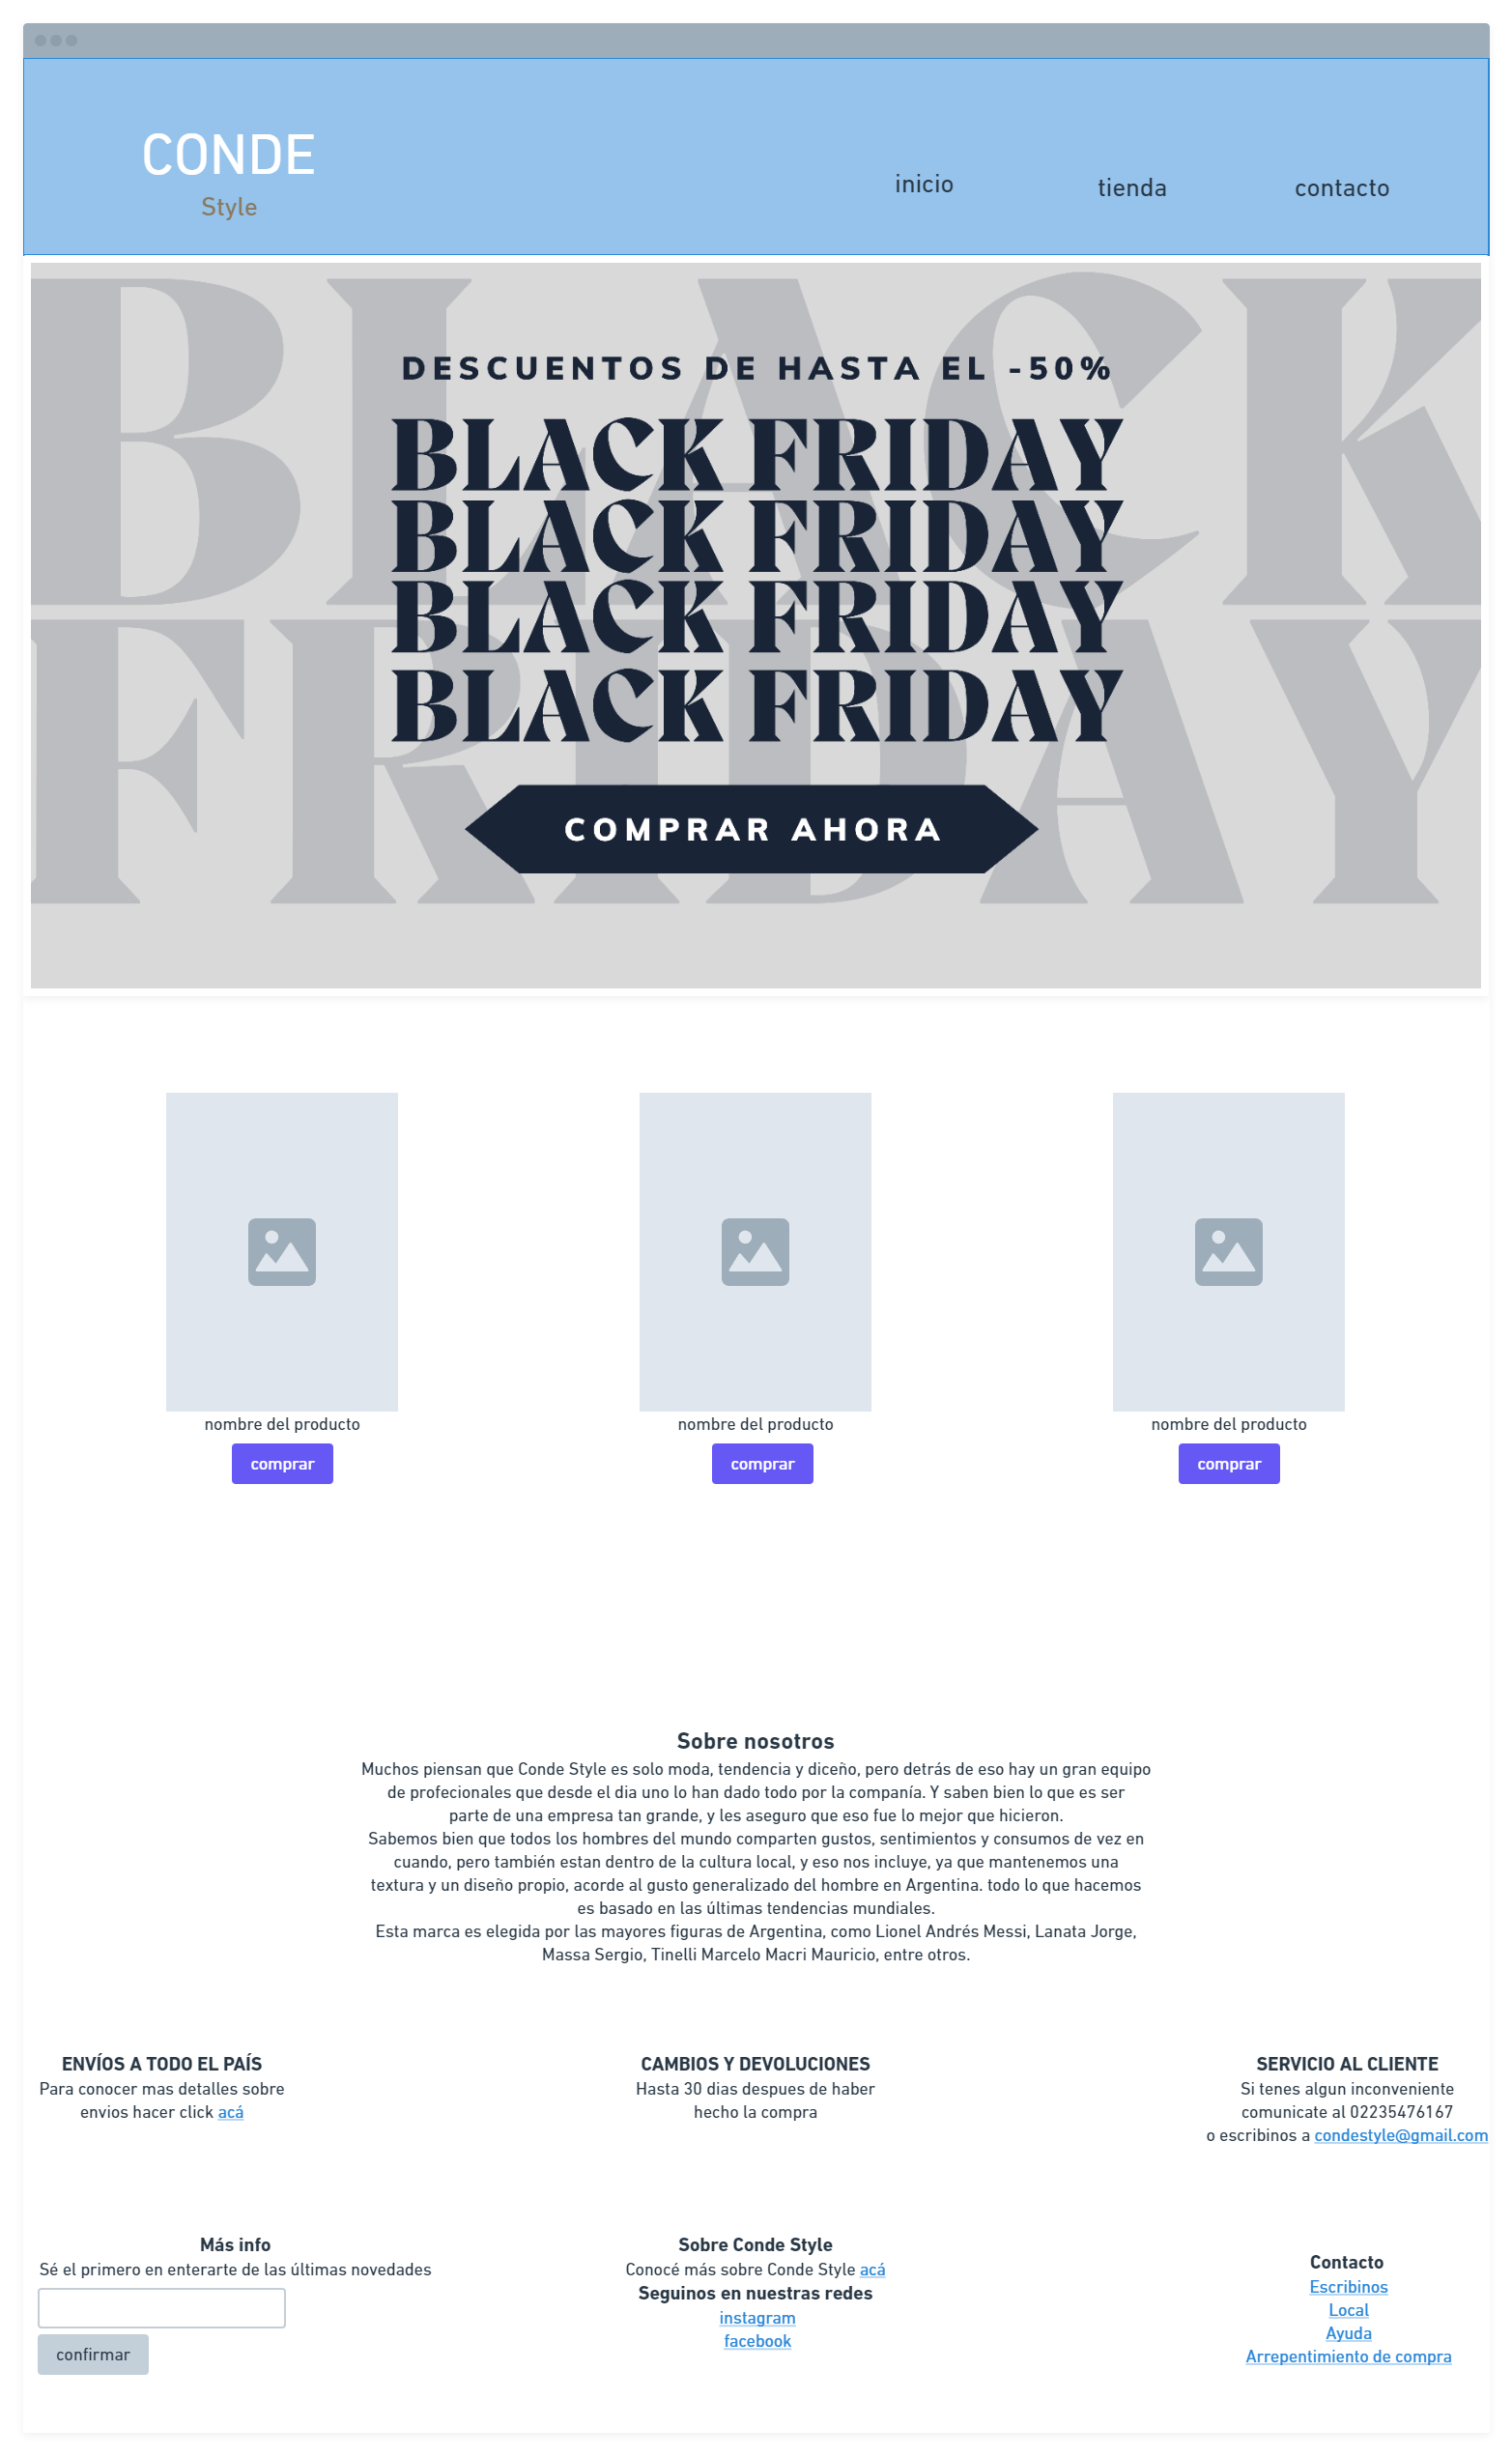 CONDE
Style
inicio
tienda
contacto
BLACK
FRIDAY
DESCUENTOS DE HASTA EL -50%
BLACK FRIDAY
BLACK FRIDAY
BLACK FRIDAY
BLACK FRIDAY
COMPRAR AHORA
nombre del producto
comprar
nombre del producto
comprar
nombre del producto
comprar
Sobre nosotros
Muchos piensan que Conde Style es solo moda, tendencia y diceño, pero detrás de eso hay un gran equipo
de profecionales que desde el dia uno lo han dado todo por la companía. Y saben bien lo que es ser
parte de una empresa tan grande, y les aseguro que eso fue lo mejor que hicieron.
Sabemos bien que todos los hombres del mundo comparten gustos, sentimientos y consumos de vez en
cuando, pero también estan dentro de la cultura local, y eso nos incluye, ya que mantenemos una
textura y un diseño propio, acorde al gusto generalizado del hombre en Argentina. todo lo que hacemos
es basado en las últimas tendencias mundiales.
Esta marca es elegida por las mayores figuras de Argentina, como Lionel Andrés Messi, Lanata Jorge,
Massa Sergio, Tinelli Marcelo Macri Mauricio, entre otros.
ENVÍOS A TODO EL PAÍS
Para conocer mas detalles sobre
envios hacer click acá
CAMBIOS Y DEVOLUCIONES
Hasta 30 dias despues de haber
hecho la compra
SERVICIO AL CLIENTE
Si tenes algun inconveniente
comunicate al 02235476167
o escribinos a condestyle@gmail.com
Más info
Sé el primero en enterarte de las últimas novedades
confirmar
Sobre Conde Style
Conocé más sobre Conde Style acá
Seguinos en nuestras redes
instagram
facebook
Contacto
Escribinos
Local
Ayuda
Arrepentimiento de compra